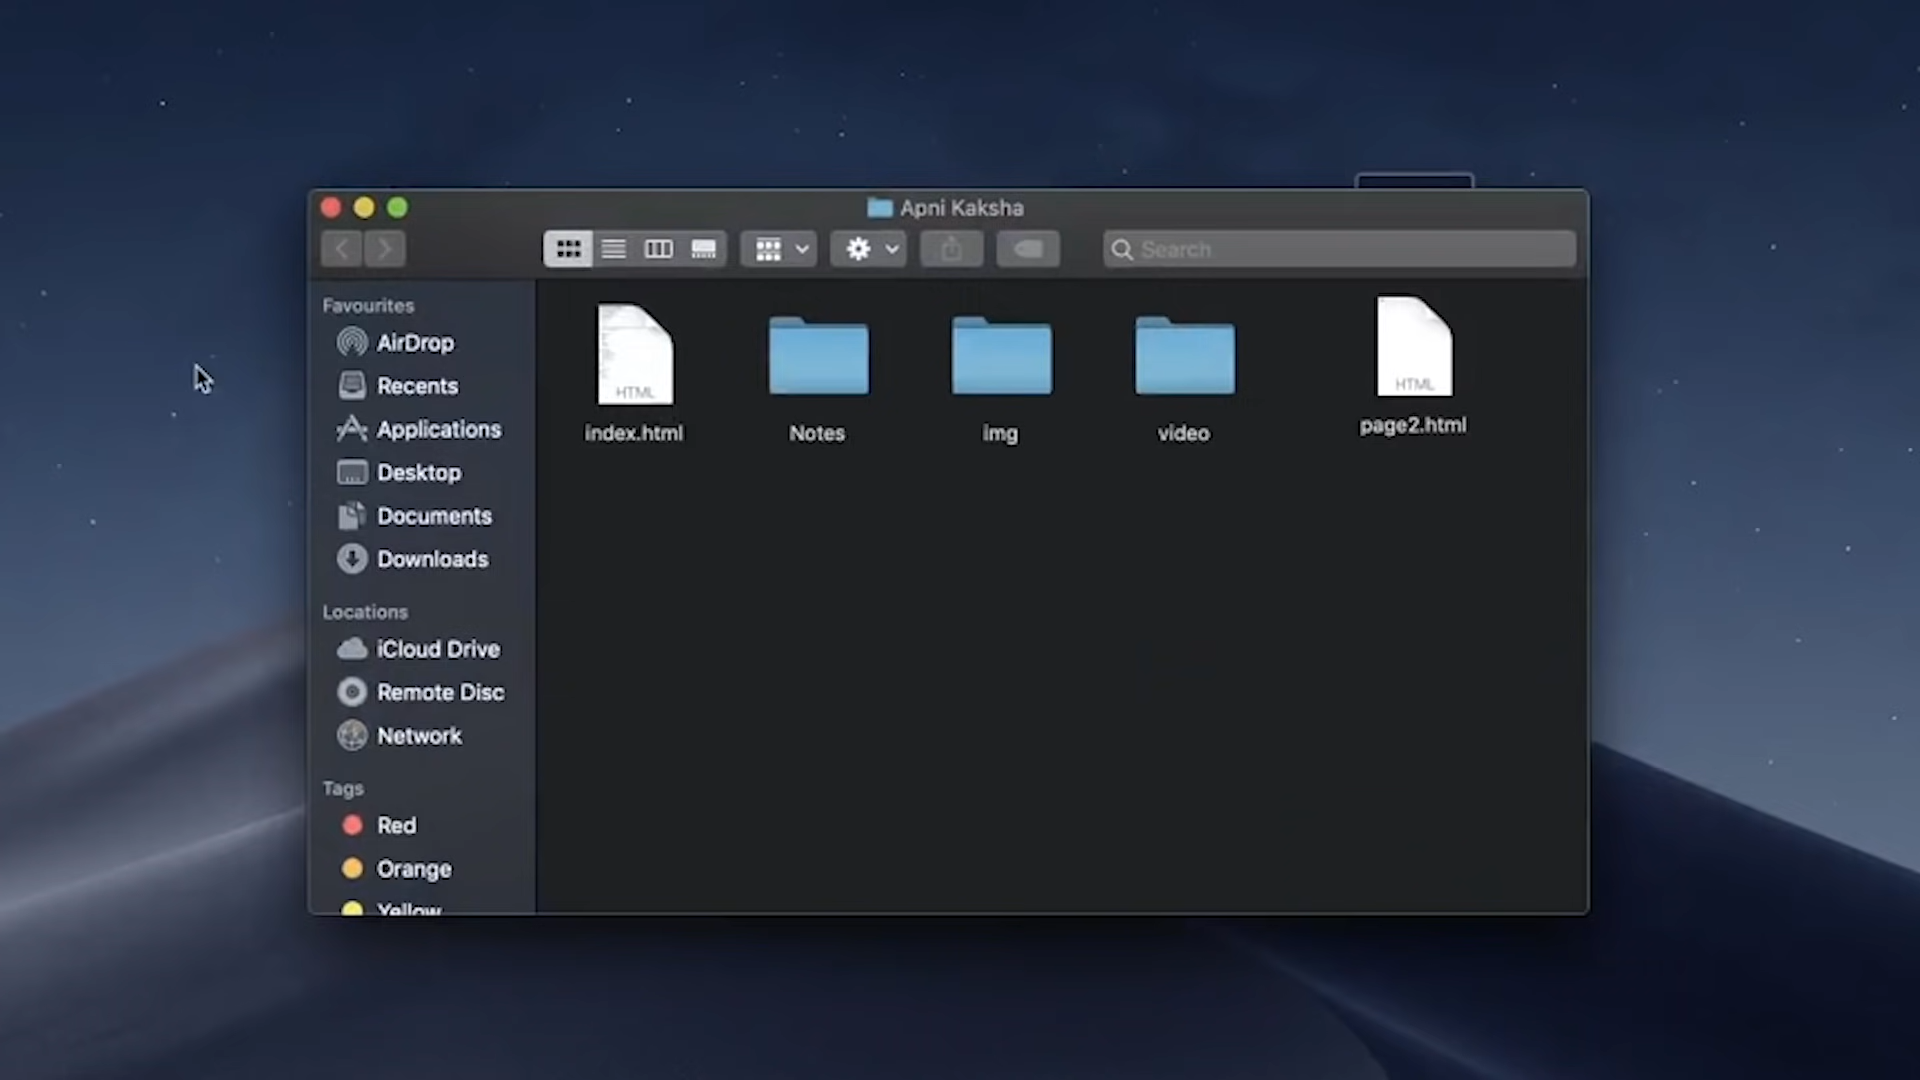 Apni Kaksha
Search
Favourites
AirDrop
Recents
Applications
Desktop
Documents
Downloads
Locations
iCloud Drive
Remote Disc
Network
Tags
Red
Orange
Yellow
HTML
index.html
Notes
img
video
HTML
page2.html